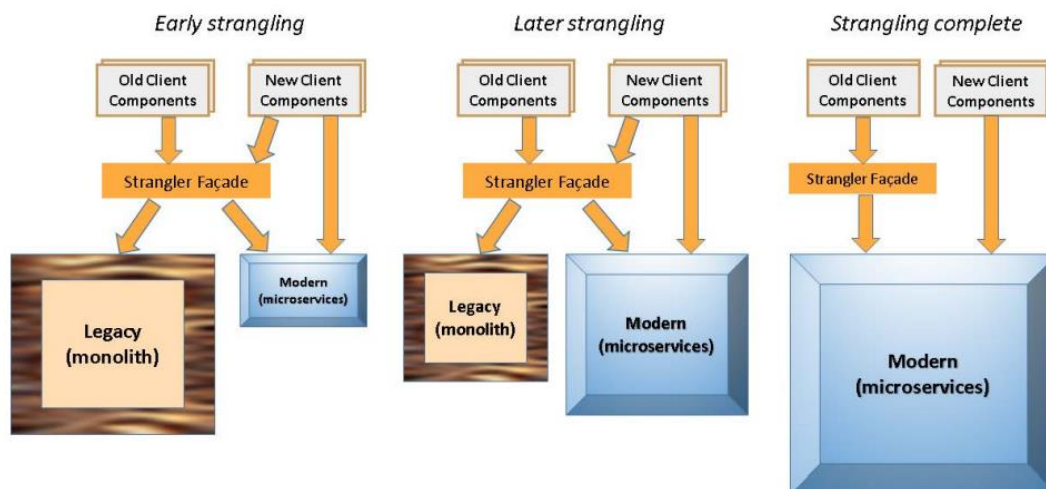 Early strangling
Old Client
Components
New Client
Components
Strangler Façade
Legacy
(monolith)
Modern
(microservices)
Later strangling
Old Client
Components
New Client
Components
Strangler Façade
Legacy
(monolith)
Modern
(microservices)
Strangling complete
Old Client
Components
New Client
Components
Strangler Façade
Modern
(microservices)